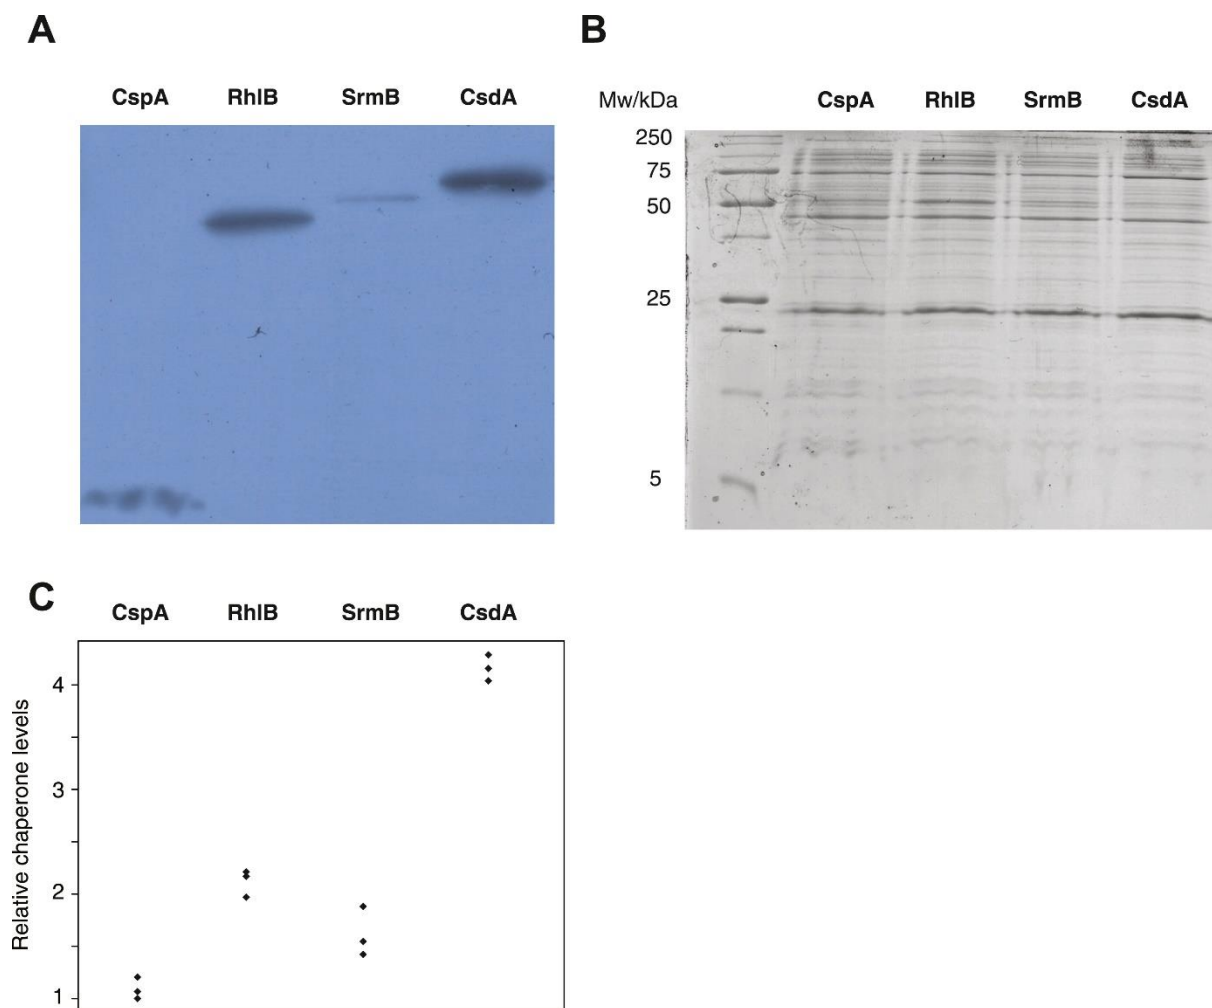 A
CspA RhlB SrmB CsdA
B
Mw/kDa CspA RhlB SrmB CsdA
250
75
50
25
5
C
CspA RhlB SrmB CsdA
Relative chaperone levels
4
3
2
1